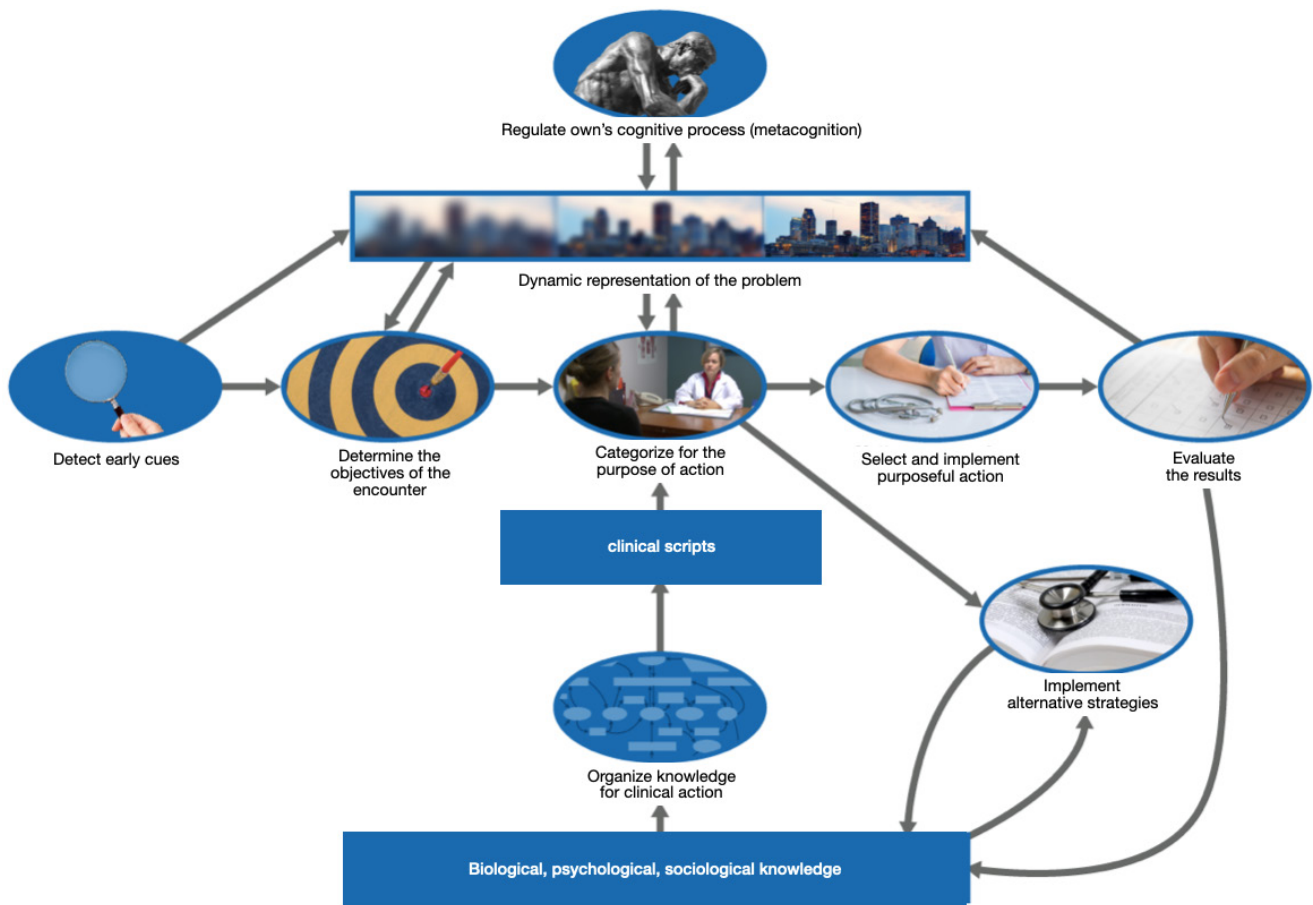 Regulate own's cognitive process (metacognition)
Dynamic representation of the problem
Detect early cues
Determine the
objectives of the
encounter
Categorize for the
purpose of action
Select and implement
purposeful action
Evaluate
the results
clinical scripts
Implement
alternative strategies
Organize knowledge
for clinical action
Biological, psychological, sociological knowledge